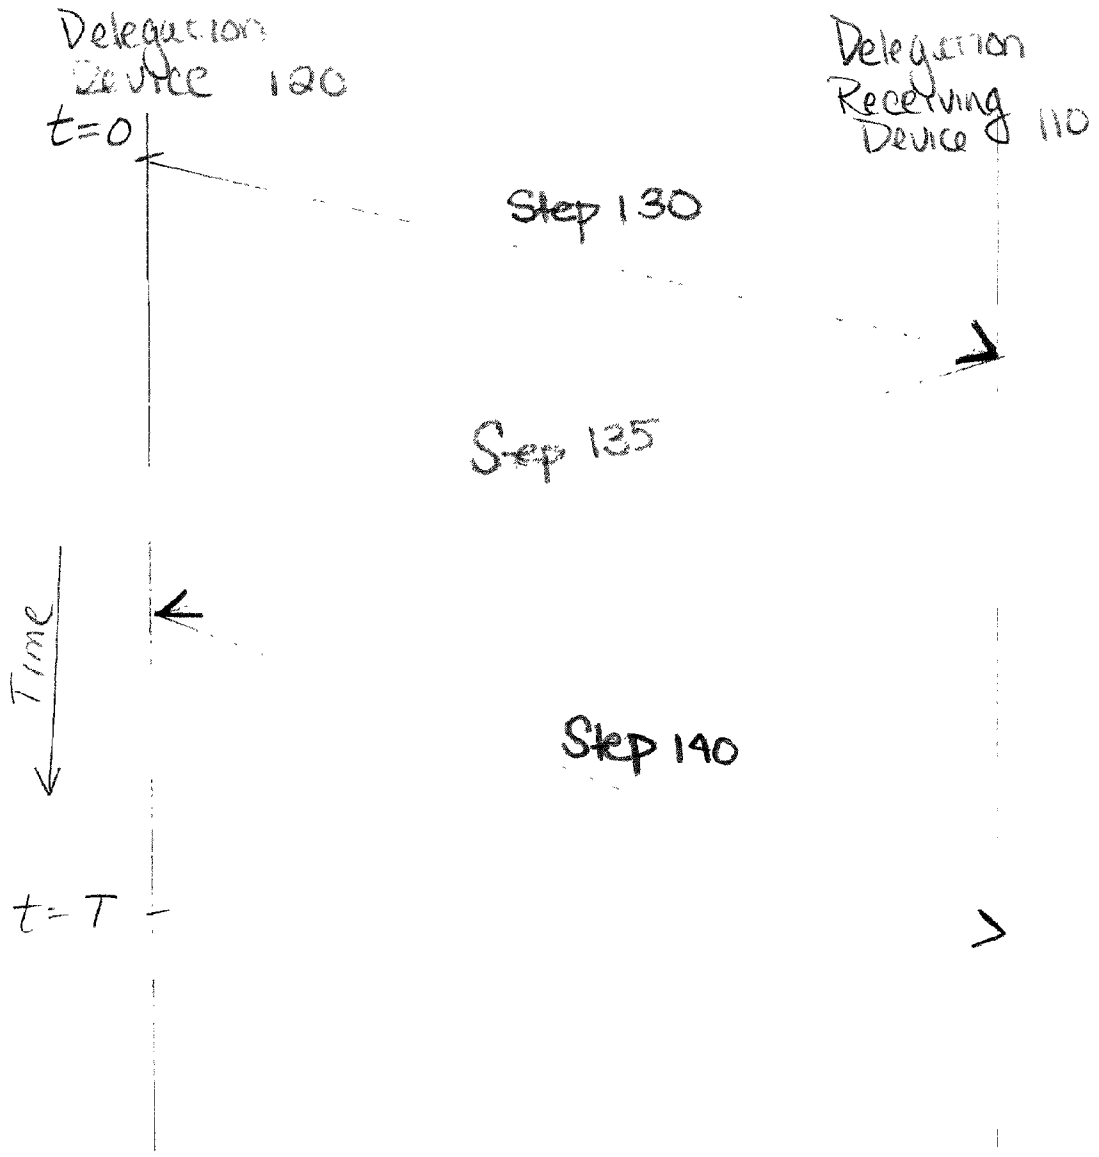 Delegation
Device 120
t=0
Delegation
Receiving
Device 110
Step 130
Step 135
Time
Step 140
t= T